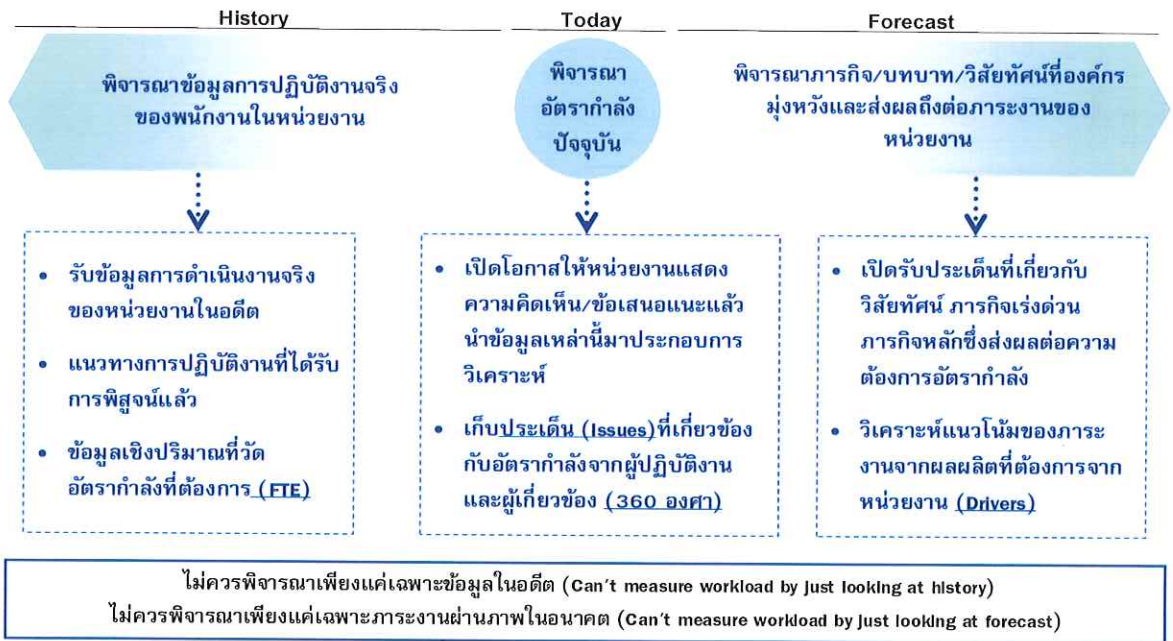 History
Today
Forecast
พิจารณาข้อมูลการปฏิบัติงานจริง
ของพนักงานในหน่วยงาน
พิจารณา
อัตรากำลัง
ปัจจุบัน
พิจารณาภารกิจ/บทบาท/วิสัยทัศน์ที่องค์กร
มุ่งหวังและส่งผลถึงต่อภาระงานของ
หน่วยงาน
• รับข้อมูลการดำเนินงานจริง
ของหน่วยงานในอดีต
• แนวทางการปฏิบัติงานที่ได้รับ
การพิสูจน์แล้ว
• ข้อมูลเชิงปริมาณที่วัด
อัตรากำลังที่ต้องการ (FTE)
• เปิดโอกาสให้หน่วยงานแสดง
ความคิดเห็น/ข้อเสนอแนะแล้ว
นำข้อมูลเหล่านี้มาประกอบการ
วิเคราะห์
• เก็บประเด็น (Issues)ที่เกี่ยวข้อง
กับอัตรากำลังจากผู้ปฏิบัติงาน
และผู้เกี่ยวข้อง (360 องศา)
• เปิดรับประเด็นที่เกี่ยวกับ
วิสัยทัศน์ ภารกิจเร่งด่วน
ภารกิจหลักซึ่งส่งผลต่อความ
ต้องการอัตรากำลัง
• วิเคราะห์แนวโน้มของภาระ
งานจากผลผลิตที่ต้องการจาก
หน่วยงาน (Drivers)
ไม่ควรพิจารณาเพียงแค่เฉพาะข้อมูลในอดีต (Can't measure workload by just looking at history)
ไม่ควรพิจารณาเพียงแค่เฉพาะภาระงานผ่านภาพในอนาคต (Can't measure workload by just looking at forecast)